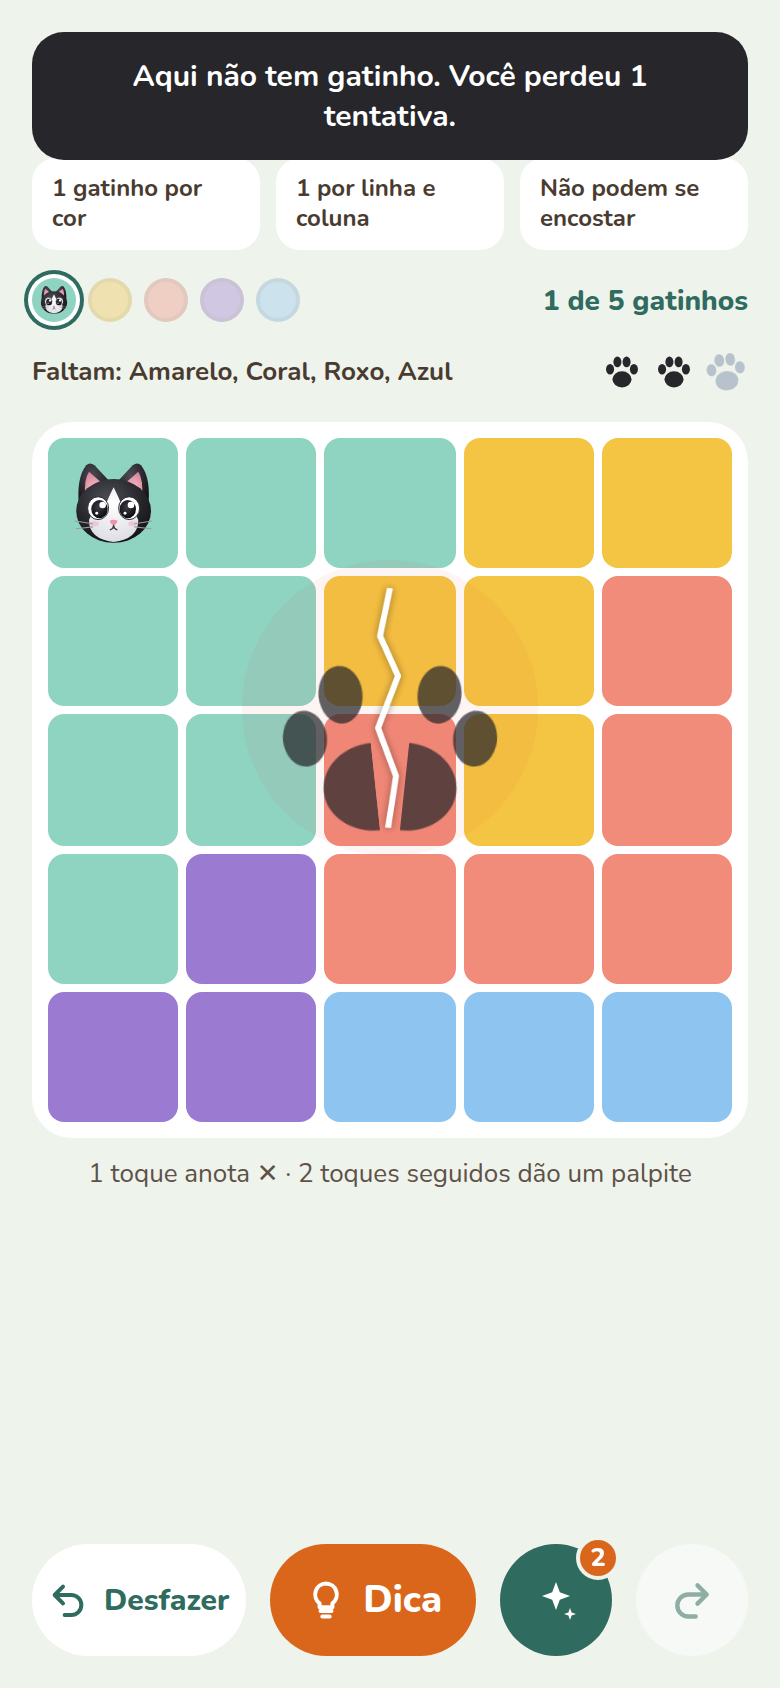 Aqui não tem gatinho. Você perdeu 1
tentativa.
1 gatinho por
cor
1 por linha e
coluna
Não podem se
encostar
1 de 5 gatinhos
Faltam: Amarelo, Coral, Roxo, Azul
1 toque anota ✕ · 2 toques seguidos dão um palpite
Desfazer
Dica
2